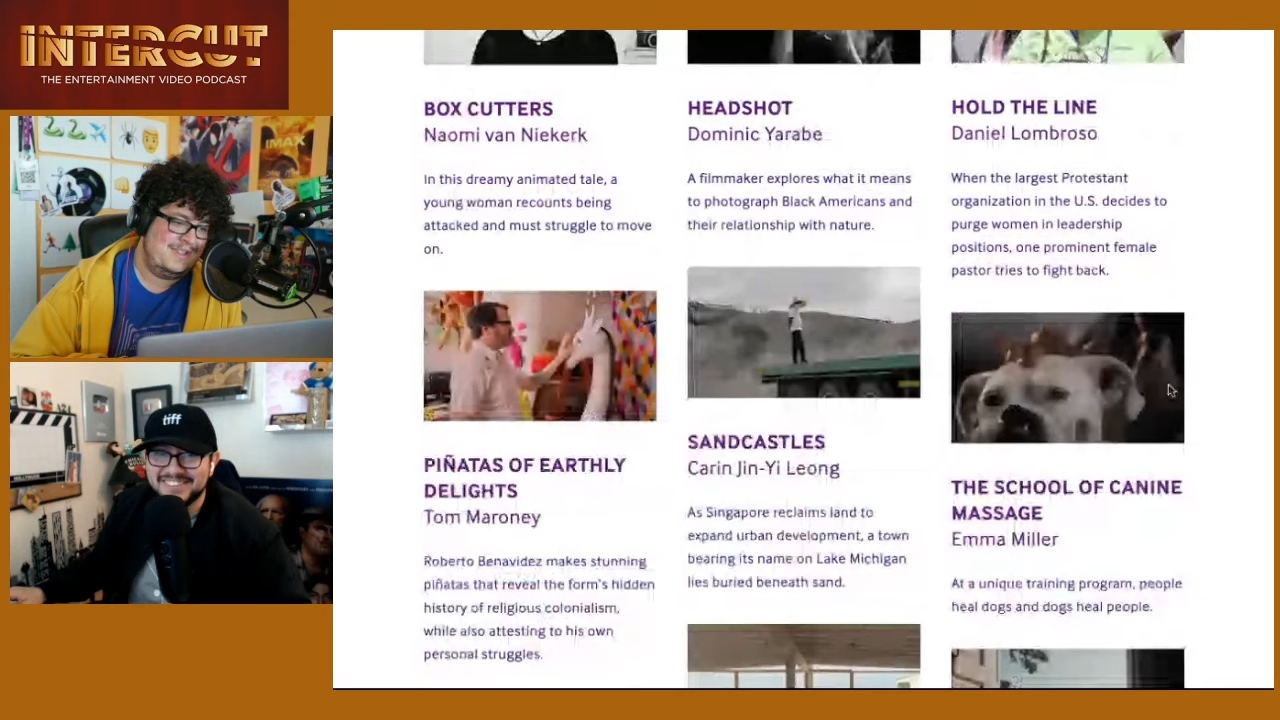 INTERCUT
THE ENTERTAINMENT VIDEO PODCAST
IMAX
tiff
BOX CUTTERS
Naomi van Niekerk
In this dreamy animated tale, a
young woman recounts being
attacked and must struggle to move
on.
PIÑATAS OF EARTHLY
DELIGHTS
Tom Maroney
Roberto Benavidez makes stunning
piñatas that reveal the form's hidden
history of religious colonialism,
while also attesting to his own
personal struggles.
HEADSHOT
Dominic Yarabe
A filmmaker explores what it means
to photograph Black Americans and
their relationship with nature.
SANDCASTLES
Carin Jin-Yi Leong
As Singapore reclaims land to
expand urban development, a town
bearing its name on Lake Michigan
lies buried beneath sand.
HOLD THE LINE
Daniel Lombroso
When the largest Protestant
organization in the U.S. decides to
purge women in leadership
positions, one prominent female
pastor tries to fight back.
THE SCHOOL OF CANINE
MASSAGE
Emma Miller
At a unique training program, people
heal dogs and dogs heal people.